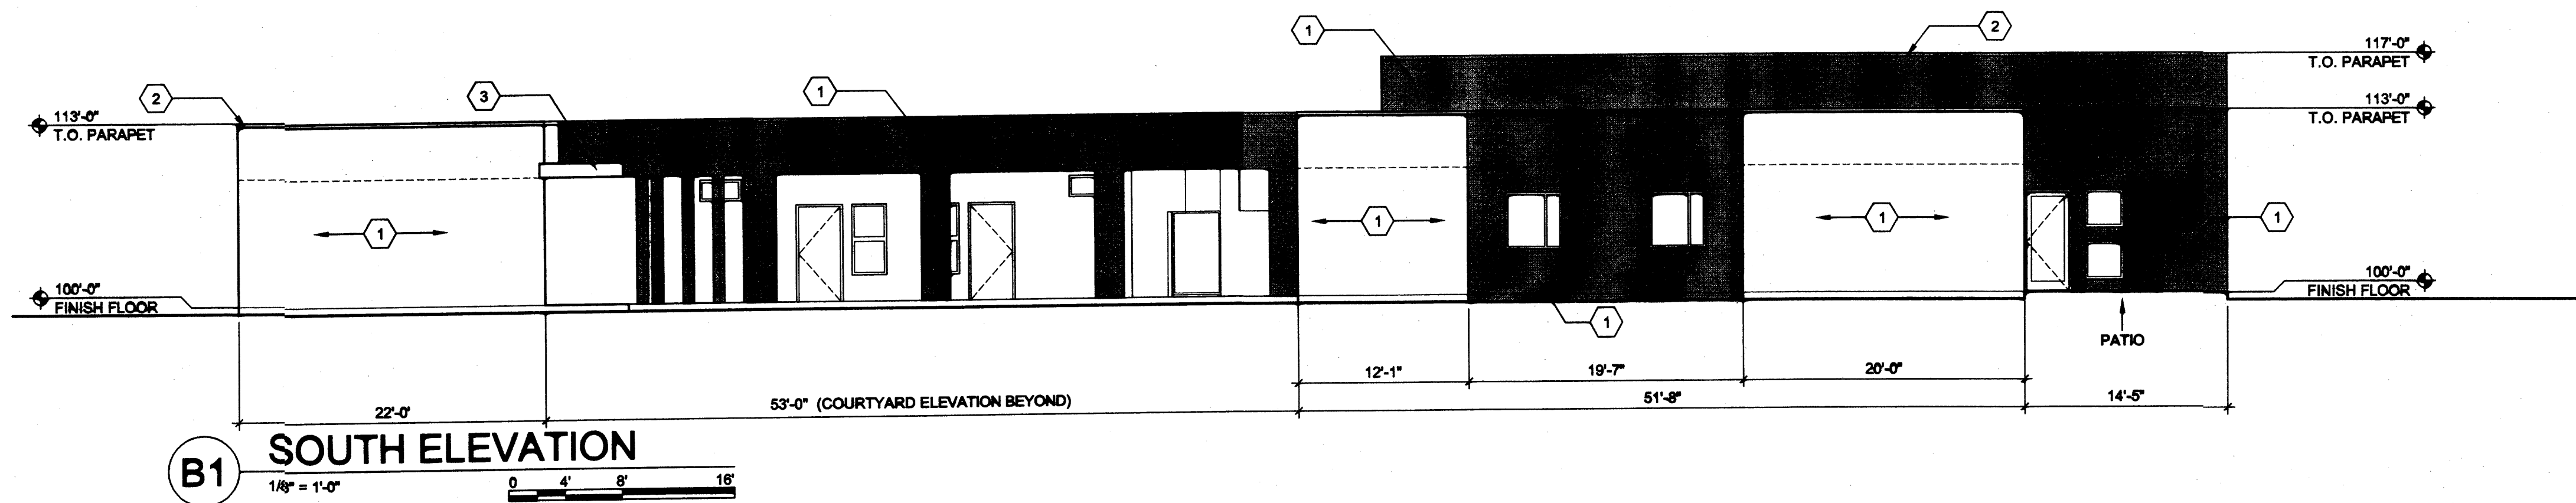 1
2
117'-0"
T.O. PARAPET
2
3
1
113'-0"
T.O. PARAPET
113'-0"
T.O. PARAPET
1
1
1
1
100'-0"
FINISH FLOOR
100'-0"
FINISH FLOOR
1
PATIO
12'-1"
19'-7"
20'-0"
22'-0'
53'-0" (COURTYARD ELEVATION BEYOND)
51'-8"
14'-5"
B1
SOUTH ELEVATION
1/8" = 1'-0"
0 4' 8' 16'